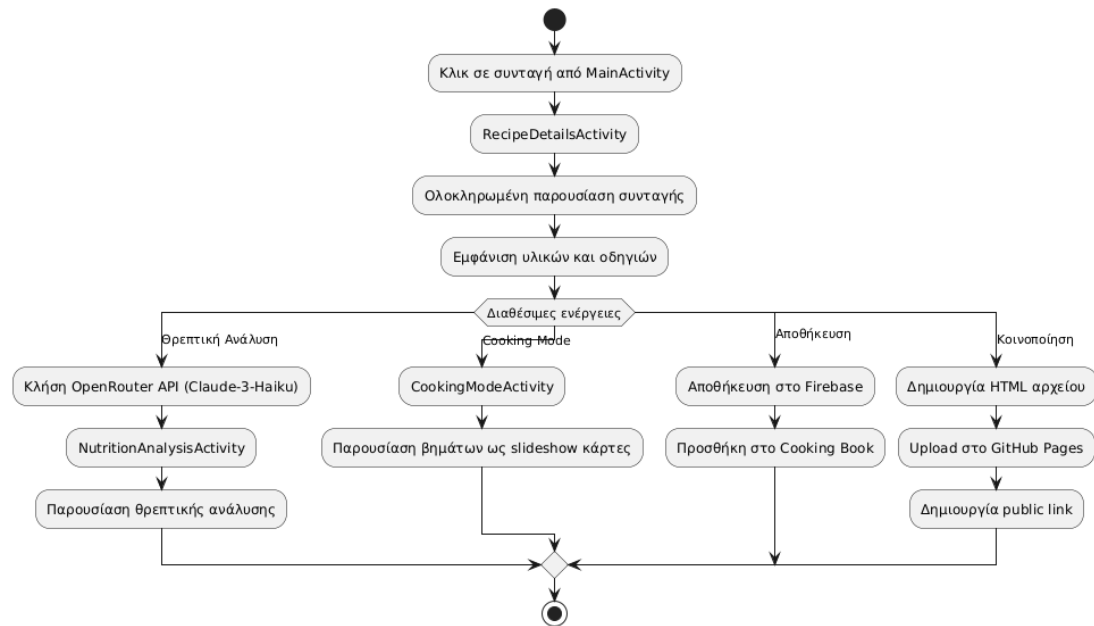 Κλικ σε συνταγή από MainActivity
RecipeDetailsActivity
Ολοκληρωμένη παρουσίαση συνταγής
Εμφάνιση υλικών και οδηγιών
Διαθέσιμες ενέργειες
Θρεπτική Ανάλυση
Κλήση OpenRouter API (Claude-3-Haiku)
NutritionAnalysisActivity
Παρουσίαση θρεπτικής ανάλυσης
Cooking Mode
CookingModeActivity
Παρουσίαση βημάτων ως slideshow κάρτες
Αποθήκευση
Αποθήκευση στο Firebase
Προσθήκη στο Cooking Book
Κοινοποίηση
Δημιουργία HTML αρχείου
Upload στο GitHub Pages
Δημιουργία public link